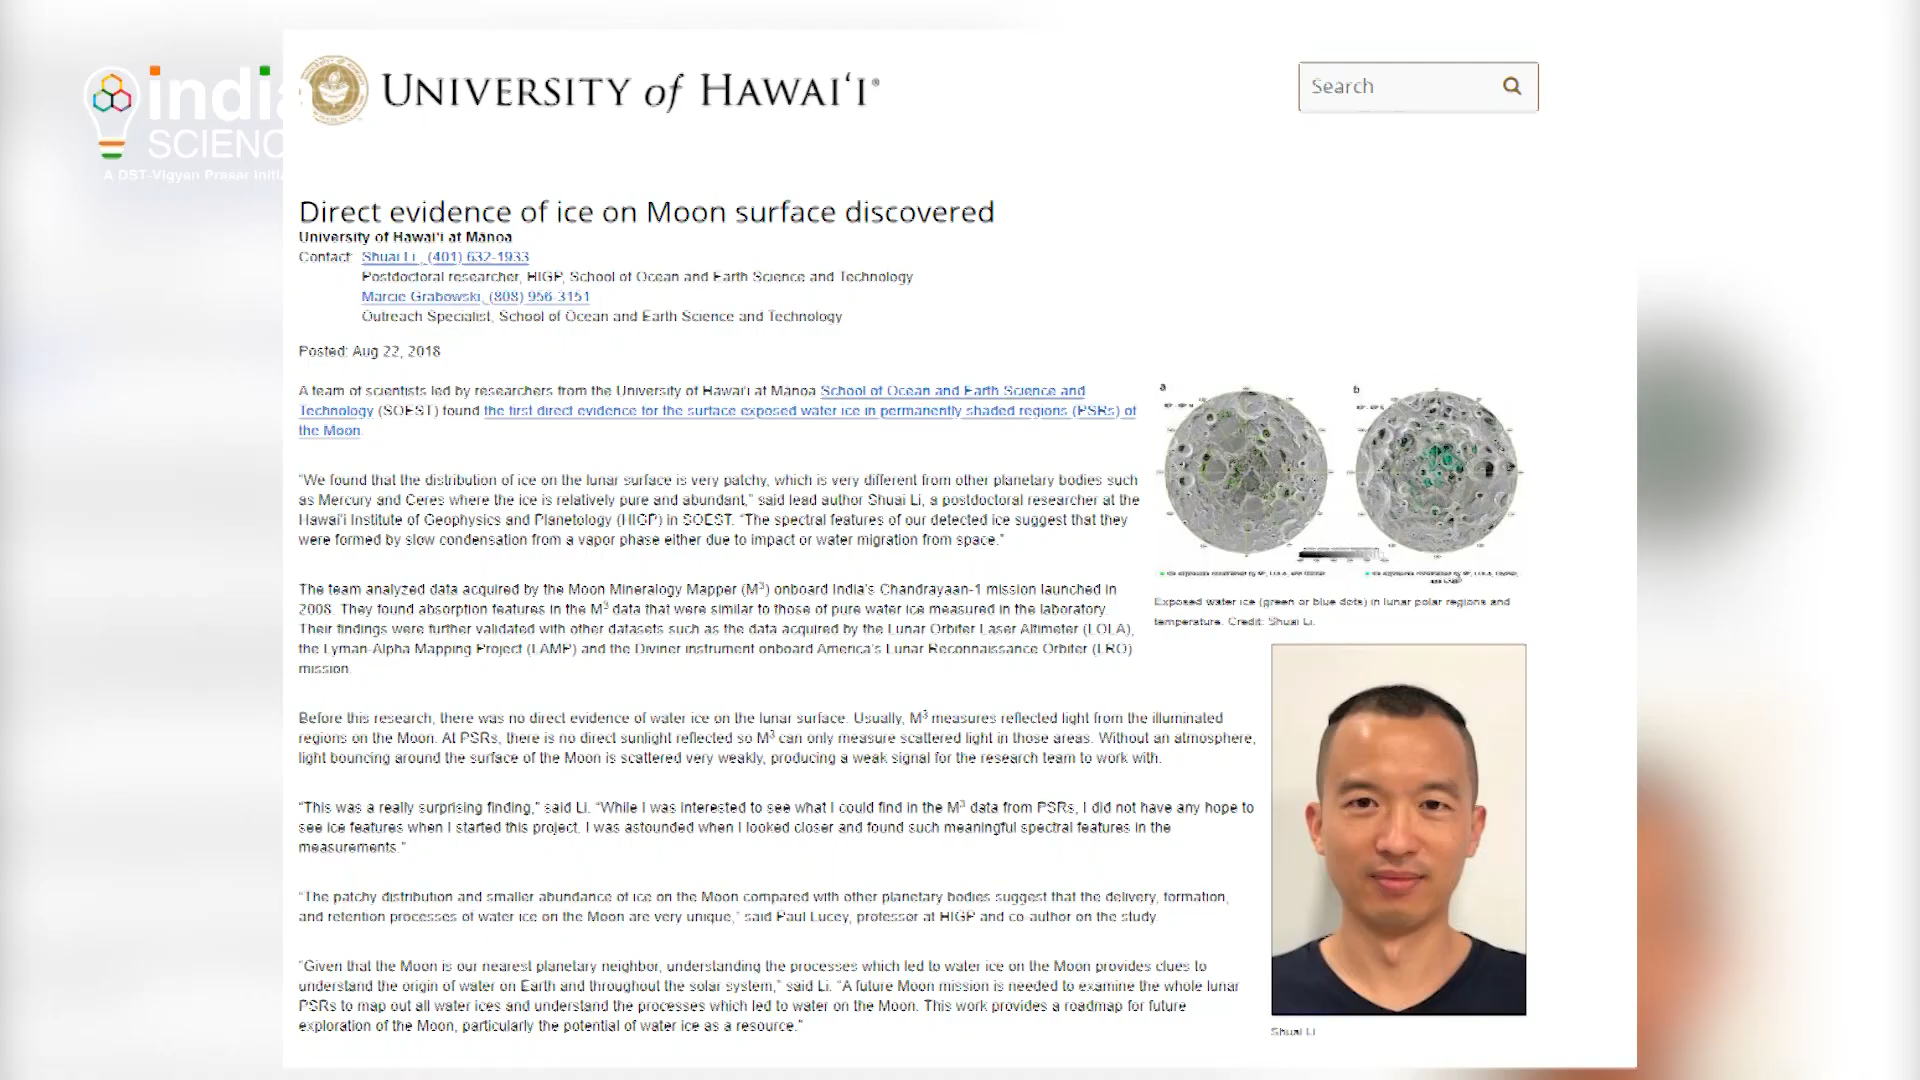 india
SCIENC
A DST-Vigyan Prasar Initia
UNIVERSITY of HAWAIʻI®
Search
Direct evidence of ice on Moon surface discovered
University of Hawaiʻi at Mānoa
Contact: Shuai Li, (401) 632-1933
Postdoctoral researcher, HIGP, School of Ocean and Earth Science and Technology
Marcie Grabowski, (808) 956-3151
Outreach Specialist, School of Ocean and Earth Science and Technology
Posted: Aug 22, 2018
A team of scientists led by researchers from the University of Hawaiʻi at Mānoa School of Ocean and Earth Science and
Technology (SOEST) found the first direct evidence for the surface exposed water ice in permanently shaded regions (PSRs) of
the Moon.
“We found that the distribution of ice on the lunar surface is very patchy, which is very different from other planetary bodies such
as Mercury and Ceres where the ice is relatively pure and abundant,” said lead author Shuai Li, a postdoctoral researcher at the
Hawaiʻi Institute of Geophysics and Planetology (HIGP) in SOEST. “The spectral features of our detected ice suggest that they
were formed by slow condensation from a vapor phase either due to impact or water migration from space.”
The team analyzed data acquired by the Moon Mineralogy Mapper (M³) onboard India’s Chandrayaan-1 mission launched in
2008. They found absorption features in the M³ data that were similar to those of pure water ice measured in the laboratory.
Their findings were further validated with other datasets such as the data acquired by the Lunar Orbiter Laser Altimeter (LOLA),
the Lyman-Alpha Mapping Project (LAMP) and the Diviner instrument onboard America’s Lunar Reconnaissance Orbiter (LRO)
mission.
Before this research, there was no direct evidence of water ice on the lunar surface. Usually, M³ measures reflected light from the illuminated
regions on the Moon. At PSRs, there is no direct sunlight reflected so M³ can only measure scattered light in those areas. Without an atmosphere,
light bouncing around the surface of the Moon is scattered very weakly, producing a weak signal for the research team to work with.
“This was a really surprising finding,” said Li. “While I was interested to see what I could find in the M³ data from PSRs, I did not have any hope to
see ice features when I started this project. I was astounded when I looked closer and found such meaningful spectral features in the
measurements.”
“The patchy distribution and smaller abundance of ice on the Moon compared with other planetary bodies suggest that the delivery, formation,
and retention processes of water ice on the Moon are very unique,” said Paul Lucey, professor at HIGP and co-author on the study.
“Given that the Moon is our nearest planetary neighbor, understanding the processes which led to water ice on the Moon provides clues to
understand the origin of water on Earth and throughout the solar system,” said Li. “A future Moon mission is needed to examine the whole lunar
PSRs to map out all water ices and understand the processes which led to water on the Moon. This work provides a roadmap for future
exploration of the Moon, particularly the potential of water ice as a resource.”
a
b
Exposed water ice (green or blue dots) in lunar polar regions and
temperature. Credit: Shuai Li.
Shuai Li